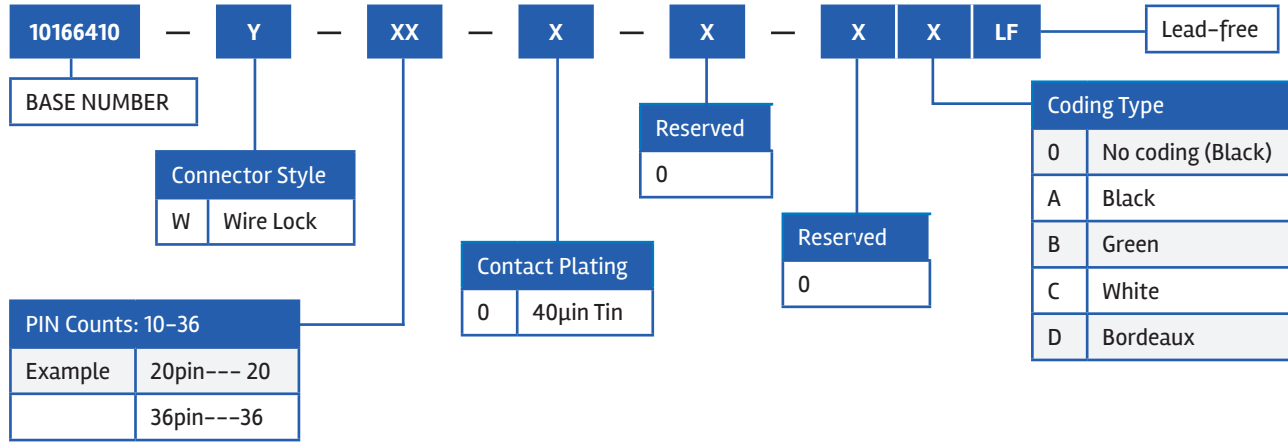 10166410 — Y — XX — X — X — X X LF Lead-free
BASE NUMBER
Connector Style
W Wire Lock
PIN Counts: 10-36
Example 20pin--- 20
36pin---36
Contact Plating
0 40µin Tin
Reserved
0
Reserved
0
Coding Type
0 No coding (Black)
A Black
B Green
C White
D Bordeaux